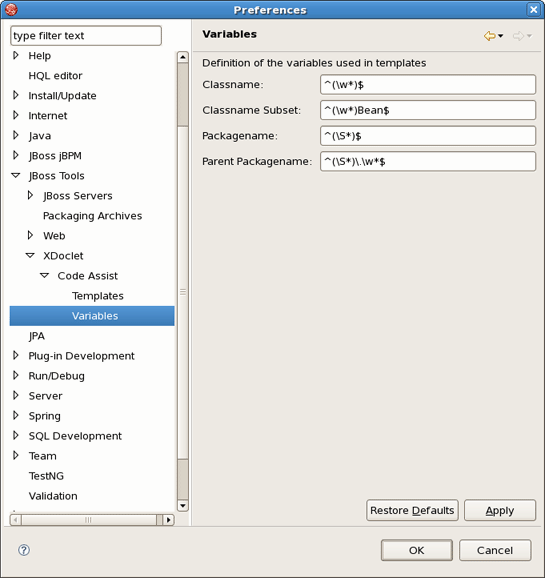 Preferences
type filter text
Help
HQL editor
Install/Update
Internet
Java
JBoss jBPM
JBoss Tools
JBoss Servers
Packaging Archives
Web
XDoclet
Code Assist
Templates
Variables
JPA
Plug-in Development
Run/Debug
Server
Spring
SQL Development
Team
TestNG
Validation
Variables
Definition of the variables used in templates
Classname: ^(\w*)$
Classname Subset: ^(\w*)Bean$
Packagename: ^(\S*)$
Parent Packagename: ^(\S*)\.\w*$
Restore Defaults Apply
? OK Cancel